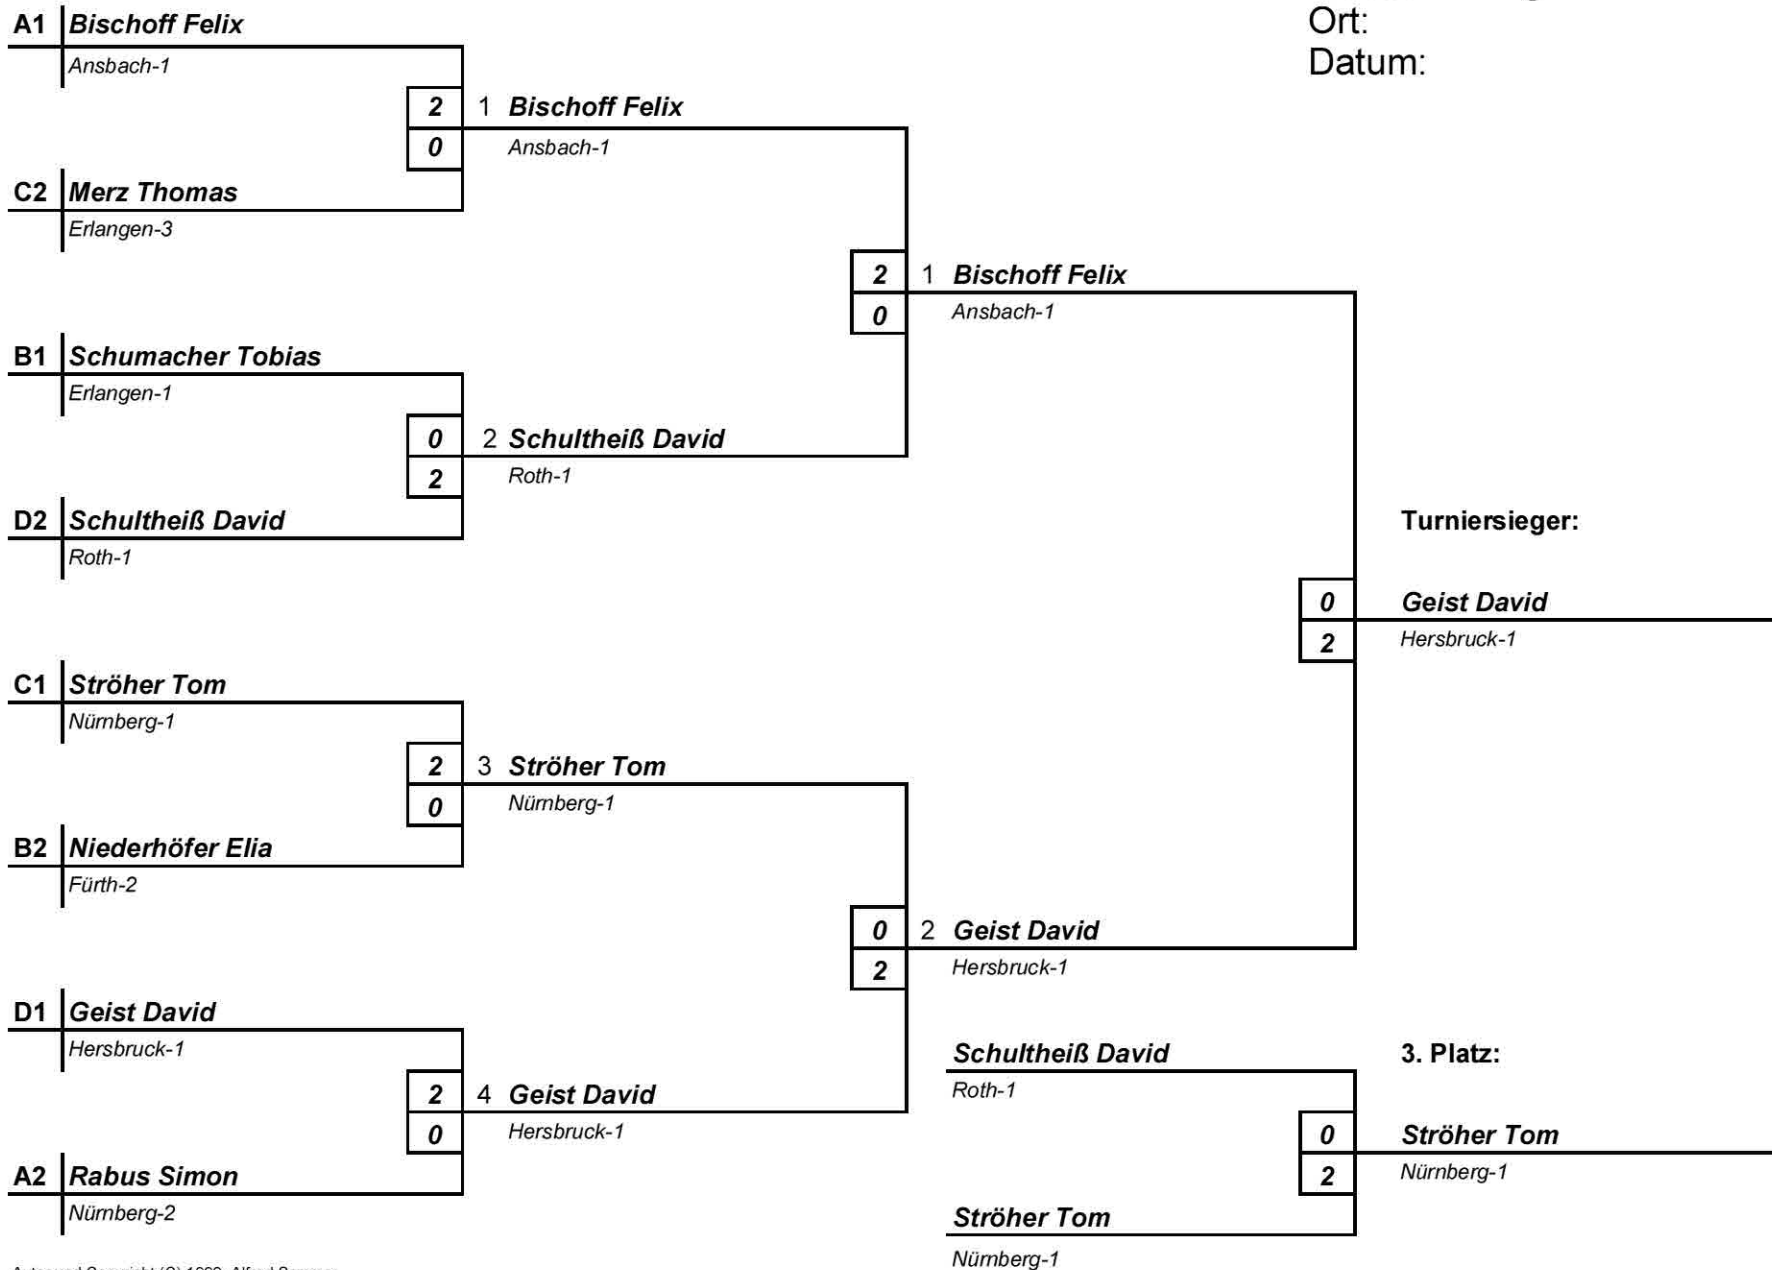 Ort:
Datum:
A1 Bischoff Felix
Ansbach-1
2 1 Bischoff Felix
0 Ansbach-1
C2 Merz Thomas
Erlangen-3
2 1 Bischoff Felix
0 Ansbach-1
B1 Schumacher Tobias
Erlangen-1
0 2 Schultheiß David
2 Roth-1
D2 Schultheiß David
Roth-1
Turniersieger:
0 Geist David
2 Hersbruck-1
C1 Ströher Tom
Nürnberg-1
2 3 Ströher Tom
0 Nürnberg-1
B2 Niederhöfer Elia
Fürth-2
0 2 Geist David
2 Hersbruck-1
D1 Geist David
Hersbruck-1
Schultheiß David 3. Platz:
Roth-1
2 4 Geist David
0 Hersbruck-1
0 Ströher Tom
2 Nürnberg-1
A2 Rabus Simon
Nürnberg-2
Ströher Tom
Nürnberg-1